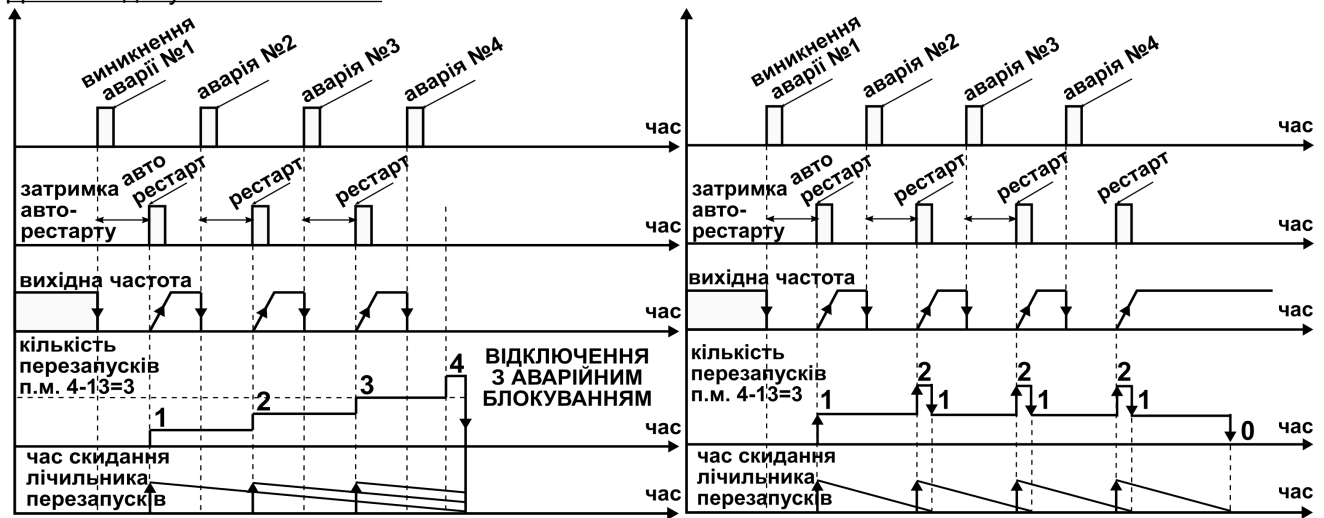 виникнення
аварії №1
аварія №2
аварія №3
аварія №4
час
затримка
авто-
рестарту
авто
рестарт
рестарт
рестарт
час
вихідна частота
час
кількість
перезапусків
п.м. 4-13=3
1
2
3
4
ВІДКЛЮЧЕННЯ
З АВАРІЙНИМ
БЛОКУВАННЯМ
час
час скидання
лічильника
перезапусків
час
виникнення
аварії №1
аварія №2
аварія №3
аварія №4
час
затримка
авто-
рестарту
авто
рестарт
рестарт
рестарт
рестарт
час
вихідна частота
час
кількість
перезапусків
п.м. 4-13=3
1
2
1
2
1
2
1
0
час
час скидання
лічильника
перезапусків
час